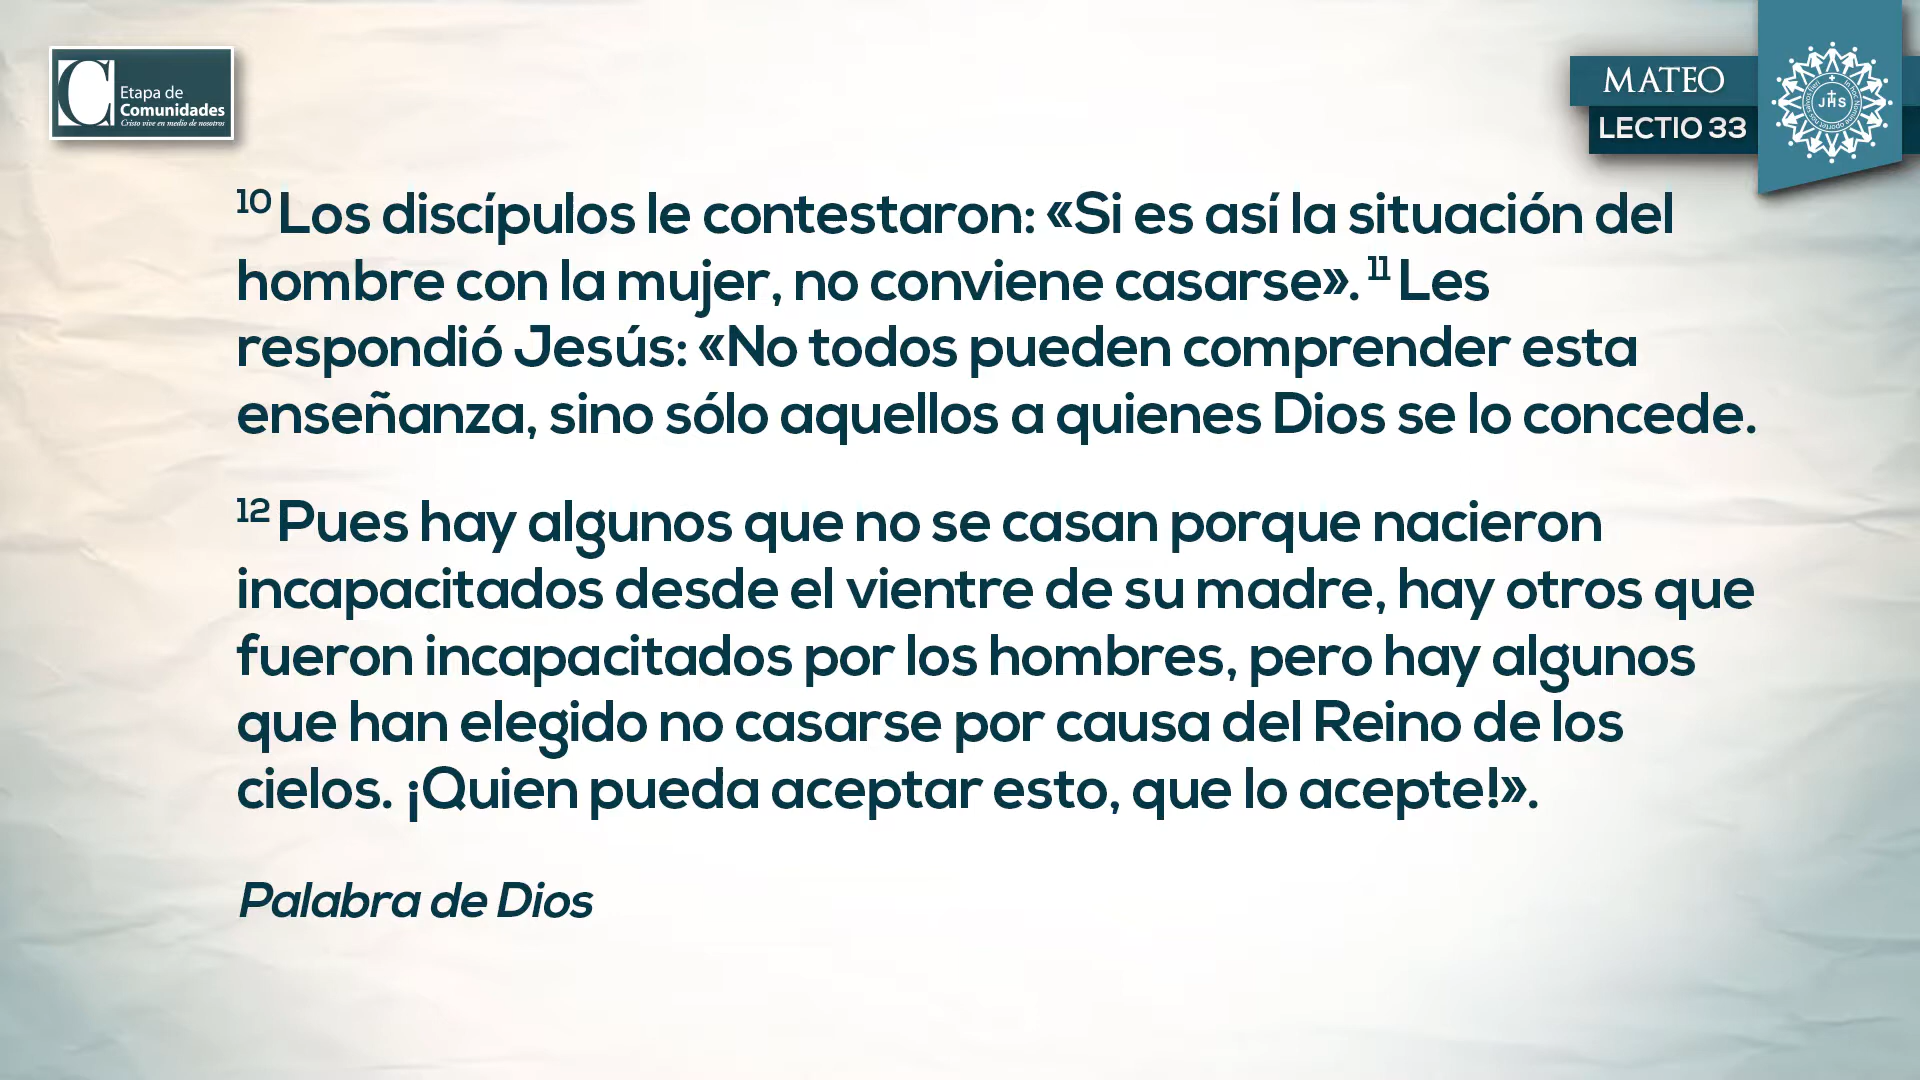 Etapa de
Comunidades
Cristo vive en medio de nosotros
MATEO
LECTIO 33
JHS
10 Los discípulos le contestaron: «Si es así la situación del
hombre con la mujer, no conviene casarse». 11 Les
respondió Jesús: «No todos pueden comprender esta
enseñanza, sino sólo aquellos a quienes Dios se lo concede.
12 Pues hay algunos que no se casan porque nacieron
incapacitados desde el vientre de su madre, hay otros que
fueron incapacitados por los hombres, pero hay algunos
que han elegido no casarse por causa del Reino de los
cielos. ¡Quien pueda aceptar esto, que lo acepte!».
Palabra de Dios